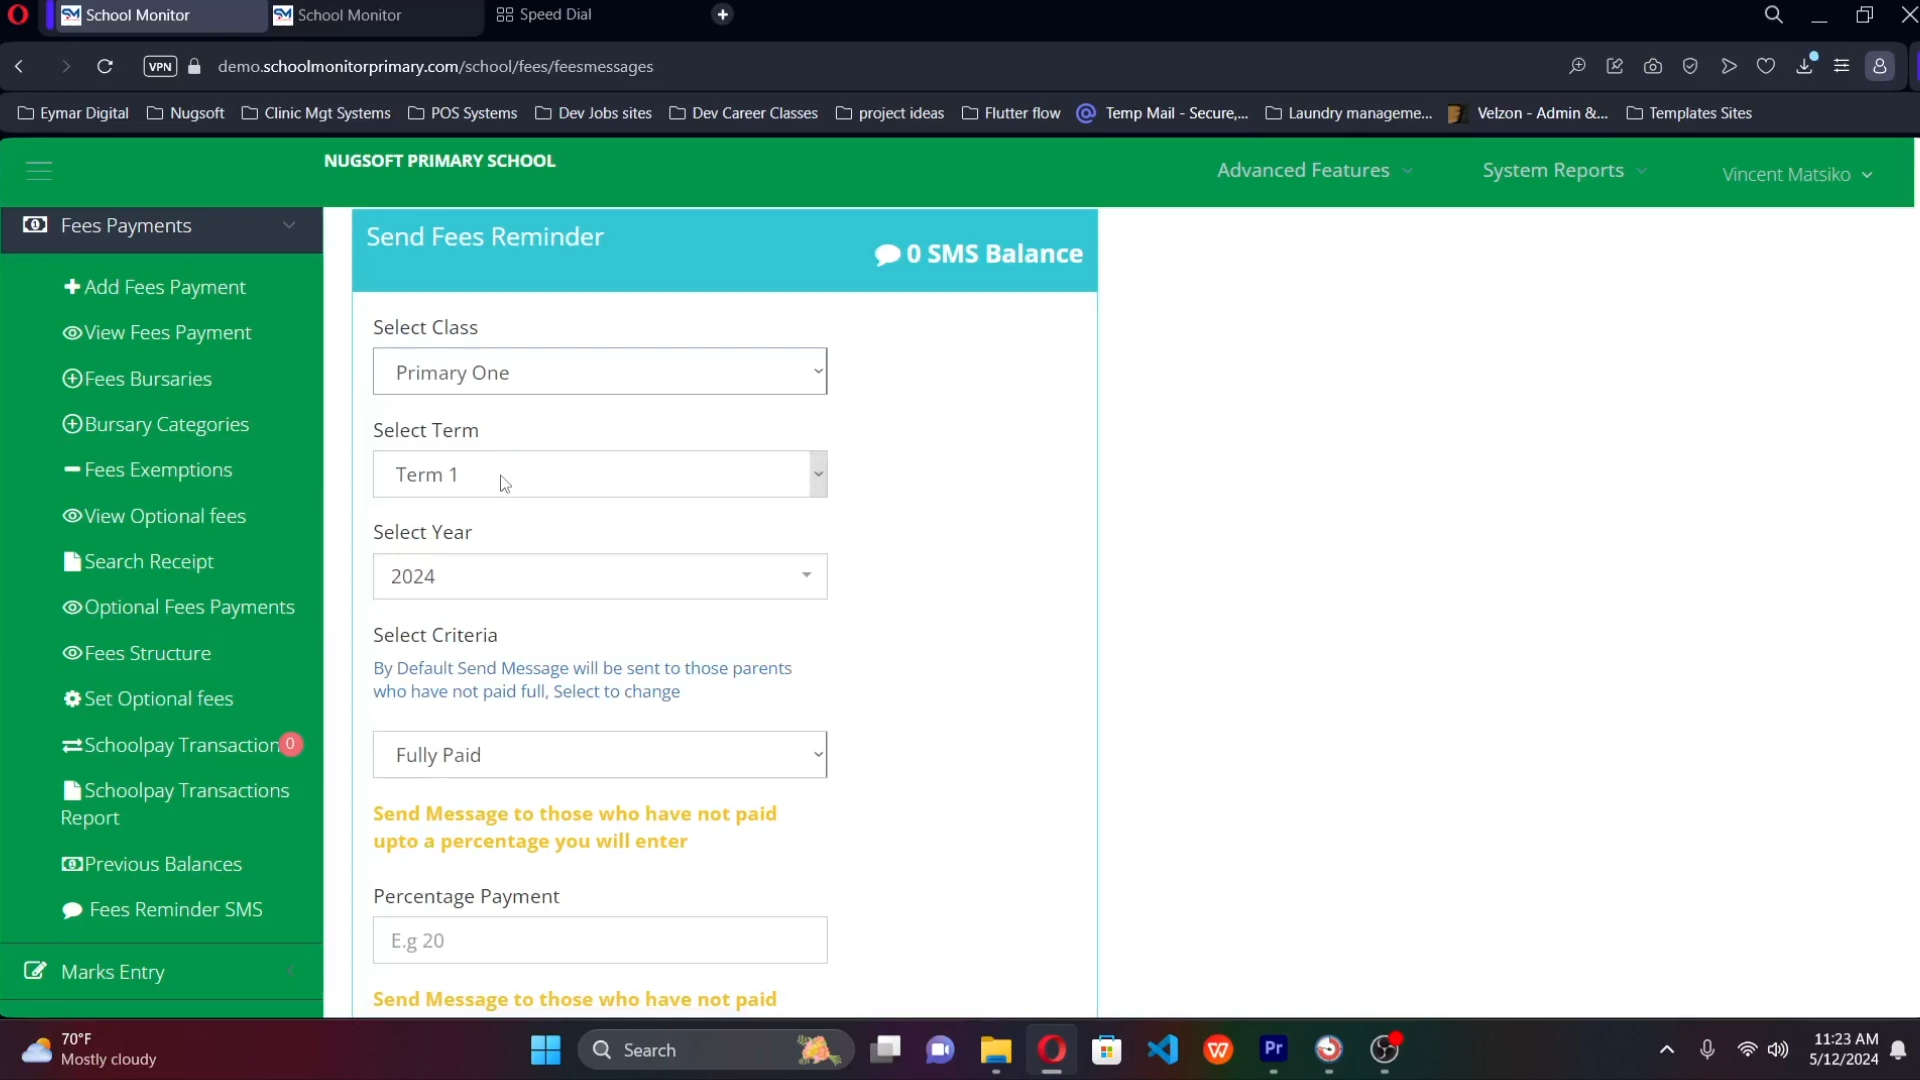 School Monitor
School Monitor
Speed Dial
VPN
demo.schoolmonitorprimary.com/school/fees/feesmessages
Eymar Digital
Nugsoft
Clinic Mgt Systems
POS Systems
Dev Jobs sites
Dev Career Classes
project ideas
Flutter flow
Temp Mail - Secure,...
Laundry manageme...
Velzon - Admin &...
Templates Sites
NUGSOFT PRIMARY SCHOOL
Advanced Features
System Reports
Vincent Matsiko
Fees Payments
Add Fees Payment
View Fees Payment
Fees Bursaries
Bursary Categories
Fees Exemptions
View Optional fees
Search Receipt
Optional Fees Payments
Fees Structure
Set Optional fees
Schoolpay Transaction 0
Schoolpay Transactions
Report
Previous Balances
Fees Reminder SMS
Marks Entry
Send Fees Reminder
0 SMS Balance
Select Class
Primary One
Select Term
Term 1
Select Year
2024
Select Criteria
By Default Send Message will be sent to those parents
who have not paid full, Select to change
Fully Paid
Send Message to those who have not paid
upto a percentage you will enter
Percentage Payment
E.g 20
Send Message to those who have not paid
70°F
Mostly cloudy
Search
Pr
11:23 AM
5/12/2024